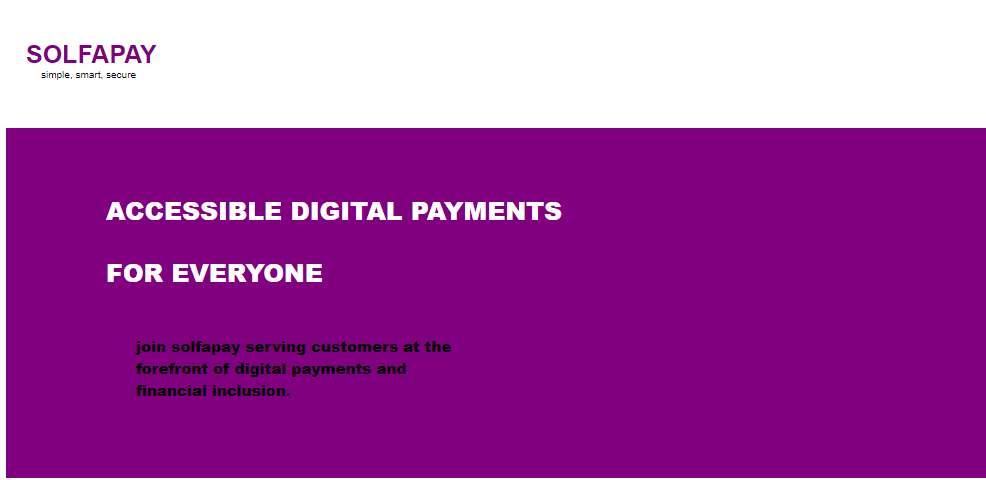 SOLFAPAY
simple, smart, secure
ACCESSIBLE DIGITAL PAYMENTS
FOR EVERYONE
join solfapay serving customers at the
forefront of digital payments and
financial inclusion.